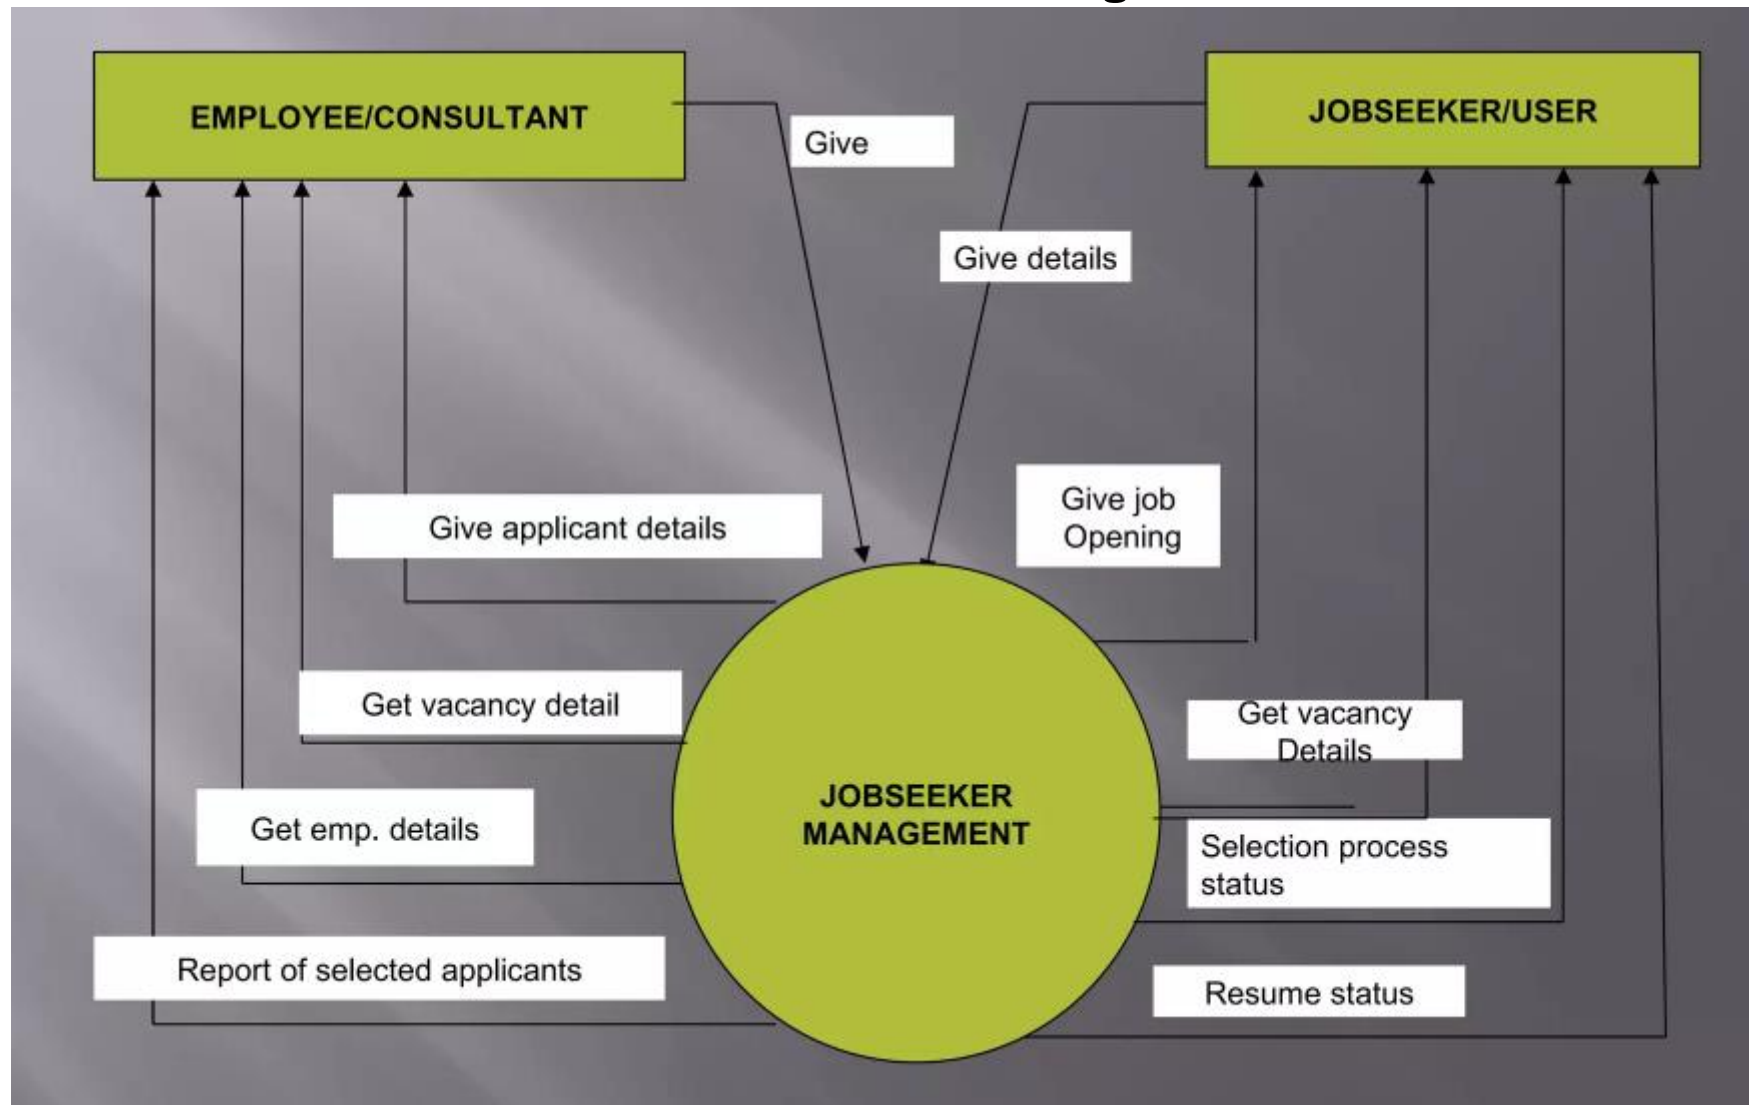 EMPLOYEE/CONSULTANT
JOBSEEKER/USER
Give
Give details
Give job
Opening
Give applicant details
Get vacancy detail
Get vacancy
Details
JOBSEEKER
MANAGEMENT
Get emp. details
Selection process
status
Report of selected applicants
Resume status